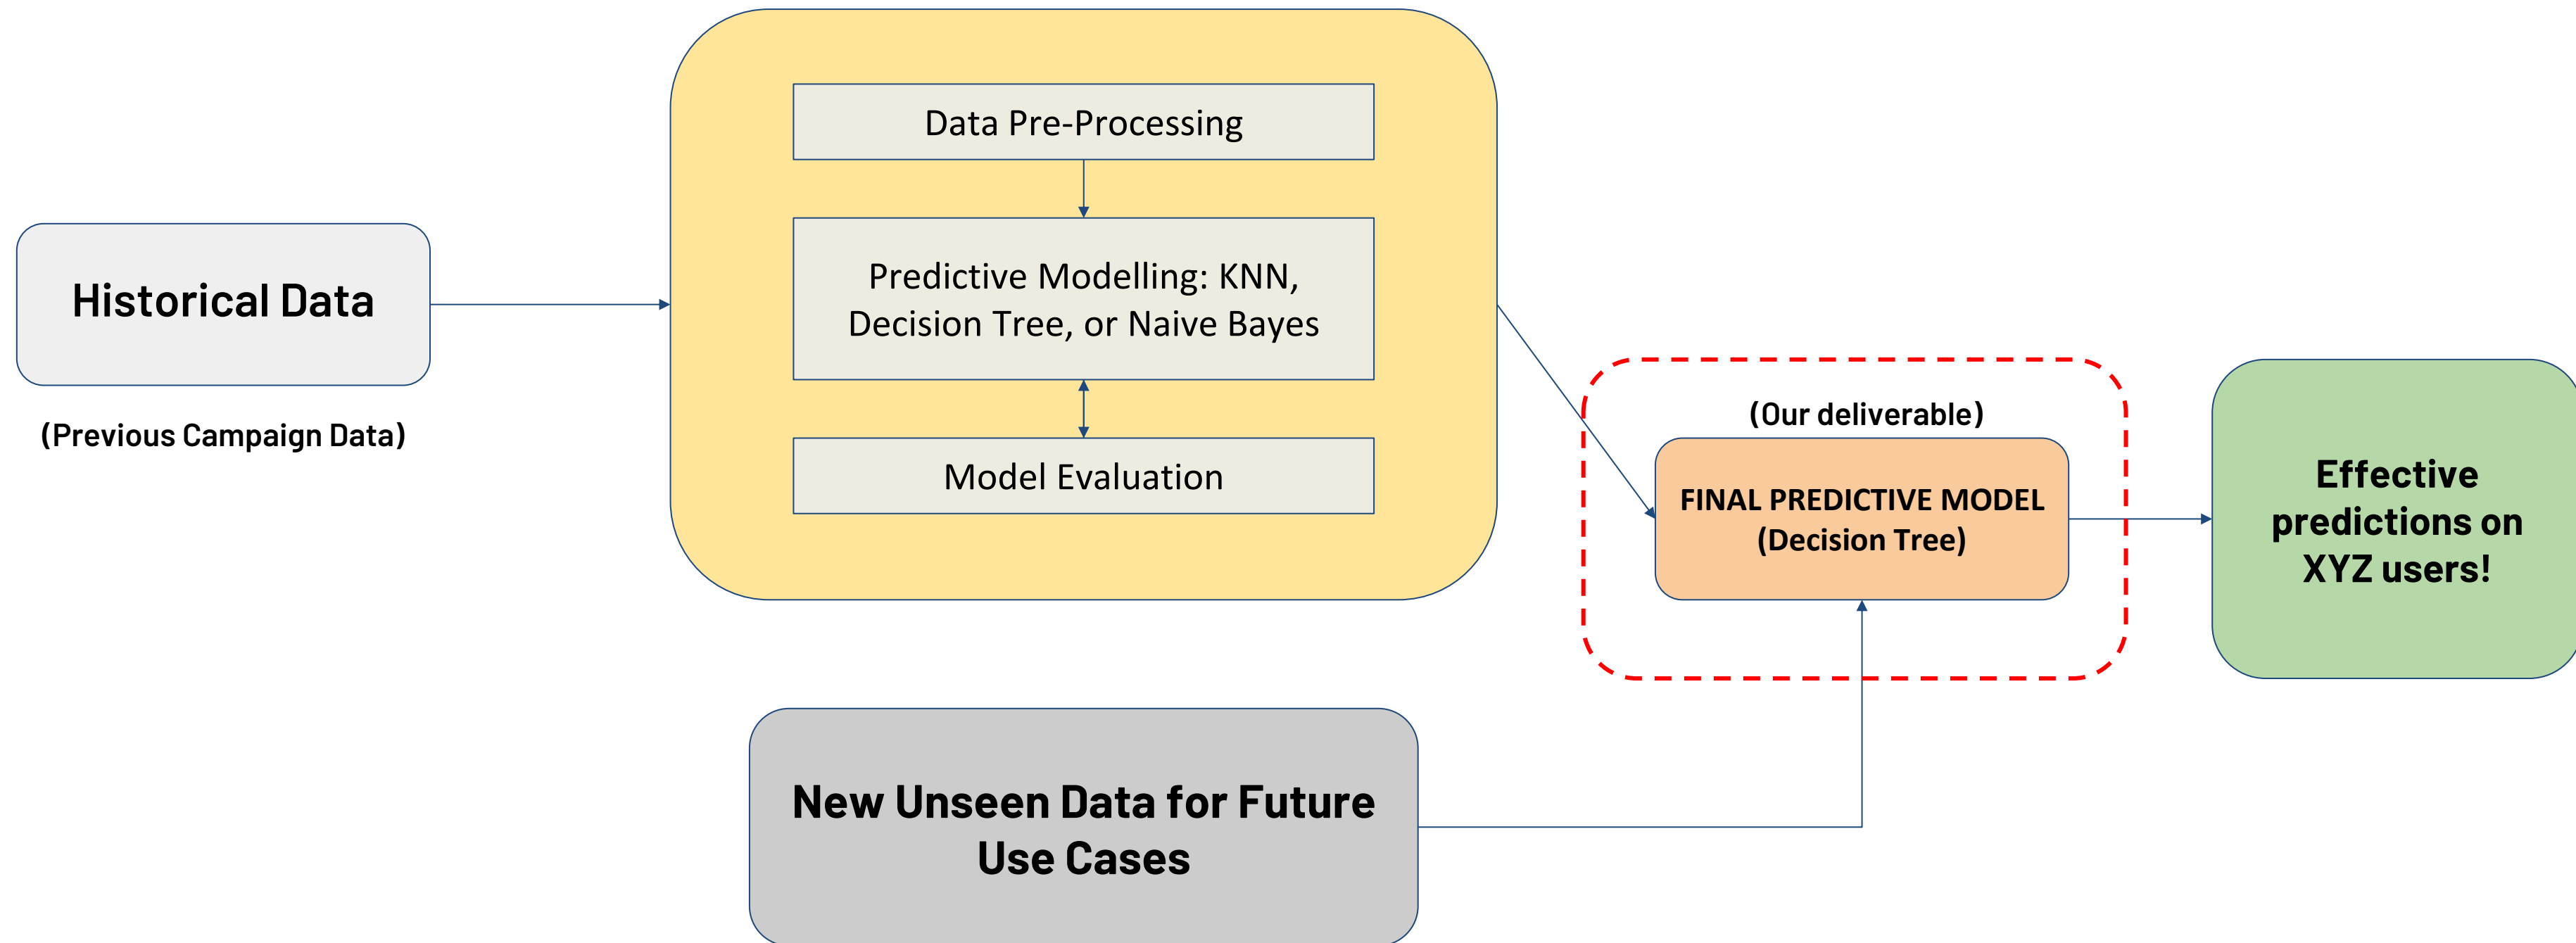 Data Pre-Processing
Historical Data
(Previous Campaign Data)
Predictive Modelling: KNN,
Decision Tree, or Naive Bayes
Model Evaluation
(Our deliverable)
FINAL PREDICTIVE MODEL
(Decision Tree)
Effective
predictions on
XYZ users!
New Unseen Data for Future
Use Cases